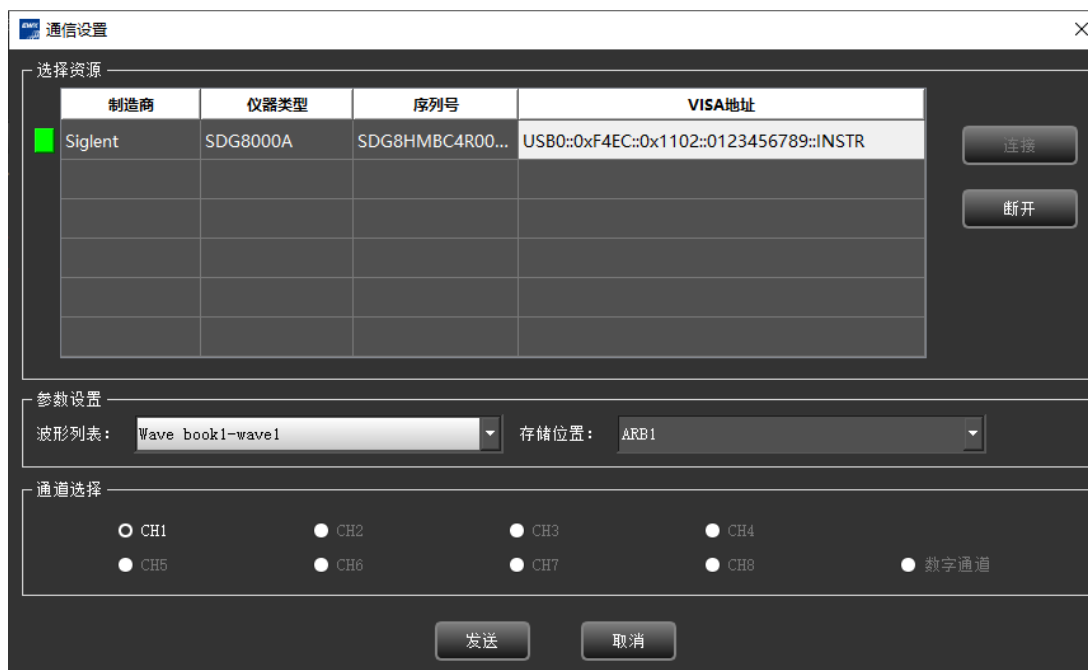 通信设置
选择资源
制造商 仪器类型 序列号 VISA地址
Siglent SDG8000A SDG8HMBC4R00... USB0::0xF4EC::0x1102::0123456789::INSTR
连接
断开
参数设置
波形列表： Wave book1-wave1 存储位置： ARB1
通道选择
CH1 CH2 CH3 CH4
CH5 CH6 CH7 CH8 数字通道
发送 取消